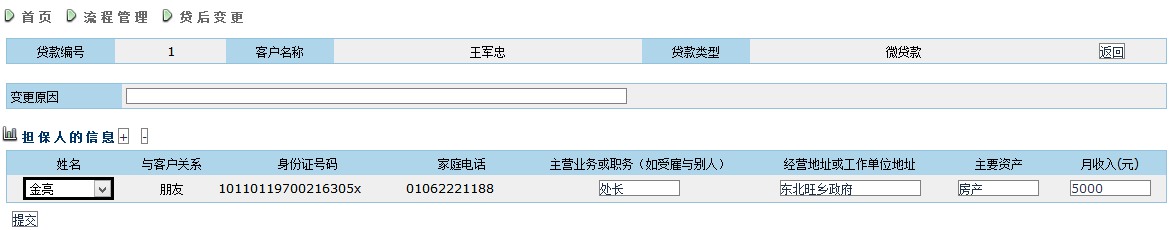 首页 流程管理 贷后变更
贷款编号 1 客户名称 王军忠 贷款类型 微贷款 返回
变更原因
担保人的信息 + -
姓名 与客户关系 身份证号码 家庭电话 主营业务或职务（如受雇与别人） 经营地址或工作单位地址 主要资产 月收入(元)
金亮 朋友 10110119700216305x 01062221188 处长 东北旺乡政府 房产 5000
提交